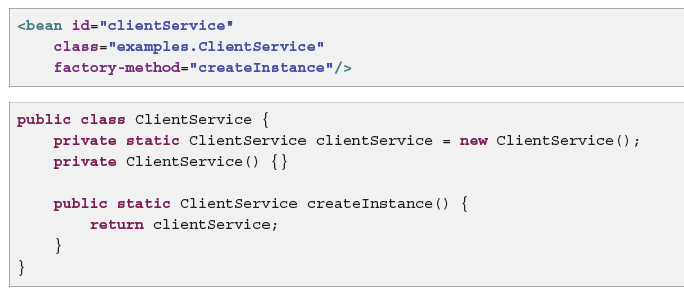 <bean id="clientService"
    class="examples.ClientService"
    factory-method="createInstance"/>
public class ClientService {
    private static ClientService clientService = new ClientService();
    private ClientService() {}

    public static ClientService createInstance() {
        return clientService;
    }
}